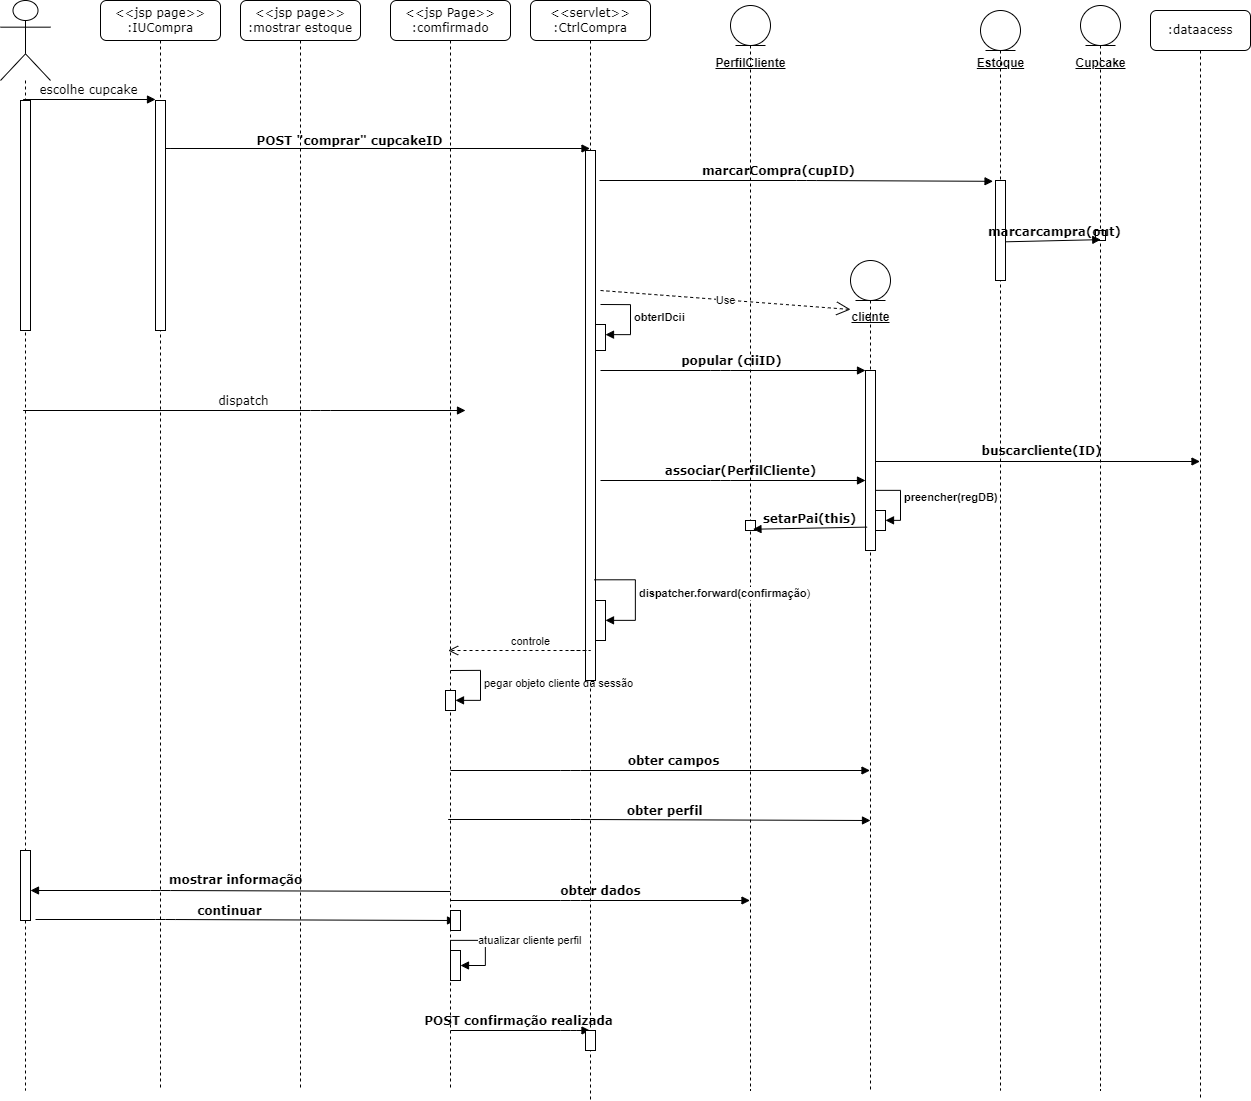 <<jsp page>>
:IUCompra
<<jsp page>>
:mostrar estoque
<<jsp Page>>
:comfirmado
<<servlet>>
:CtrlCompra
PerfilCliente
Estoque
Cupcake
:dataacess
escolhe cupcake
POST "comprar" cupcakeID
marcarCompra(cupID)
marcarcampra(out)
Use
cliente
obterIDcii
popular (ciiID)
dispatch
buscarcliente(ID)
associar(PerfilCliente)
preencher(regDB)
setarPai(this)
dispatcher.forward(confirmação)
controle
pegar objeto cliente de sessão
obter campos
obter perfil
mostrar informação
obter dados
continuar
atualizar cliente perfil
POST confirmação realizada